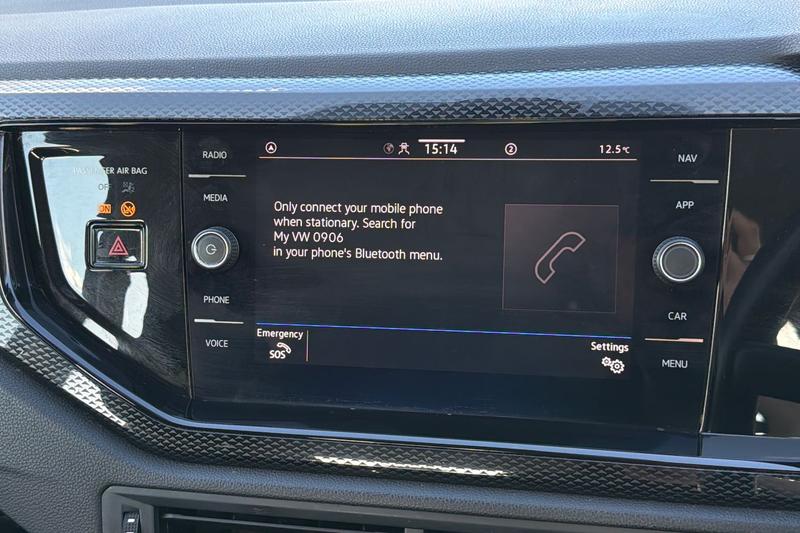 PASSENGER AIR BAG
OFF
ON
RADIO
MEDIA
PHONE
VOICE
15:14
2
12.5°C
Only connect your mobile phone
when stationary. Search for
My VW 0906
in your phone's Bluetooth menu.
Emergency
SOS
Settings
NAV
APP
CAR
MENU